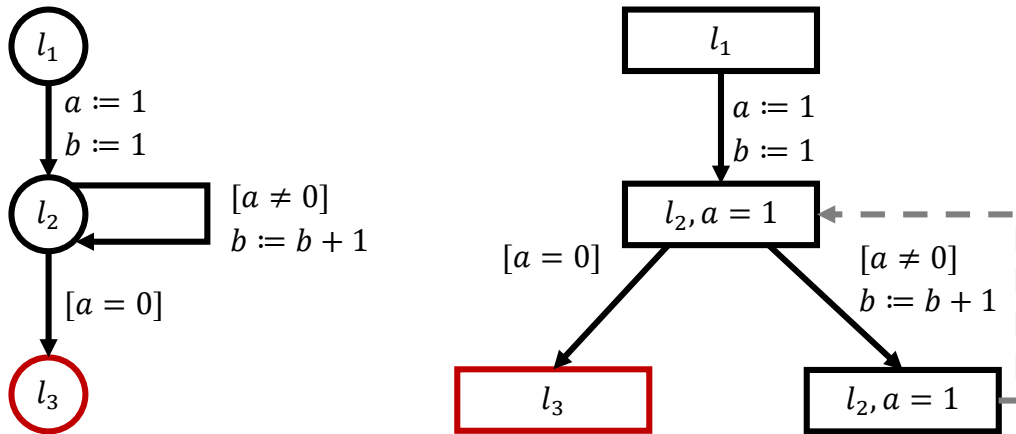 l₁
a ≔ 1
b ≔ 1
l₂
[a ≠ 0]
b ≔ b + 1
[a = 0]
l₃
l₁
a ≔ 1
b ≔ 1
l₂, a = 1
[a = 0]
[a ≠ 0]
b ≔ b + 1
l₃
l₂, a = 1